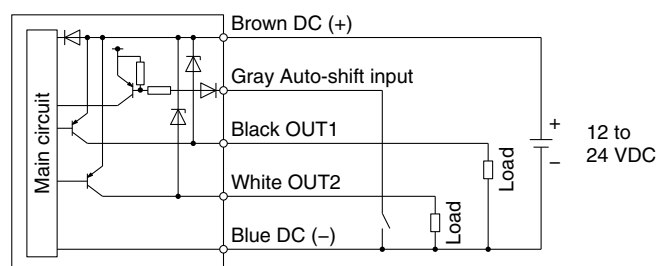 Brown DC (+)
Gray Auto-shift input
Black OUT1
White OUT2
Blue DC (−)
Main circuit
Load
Load
+
−
12 to
24 VDC